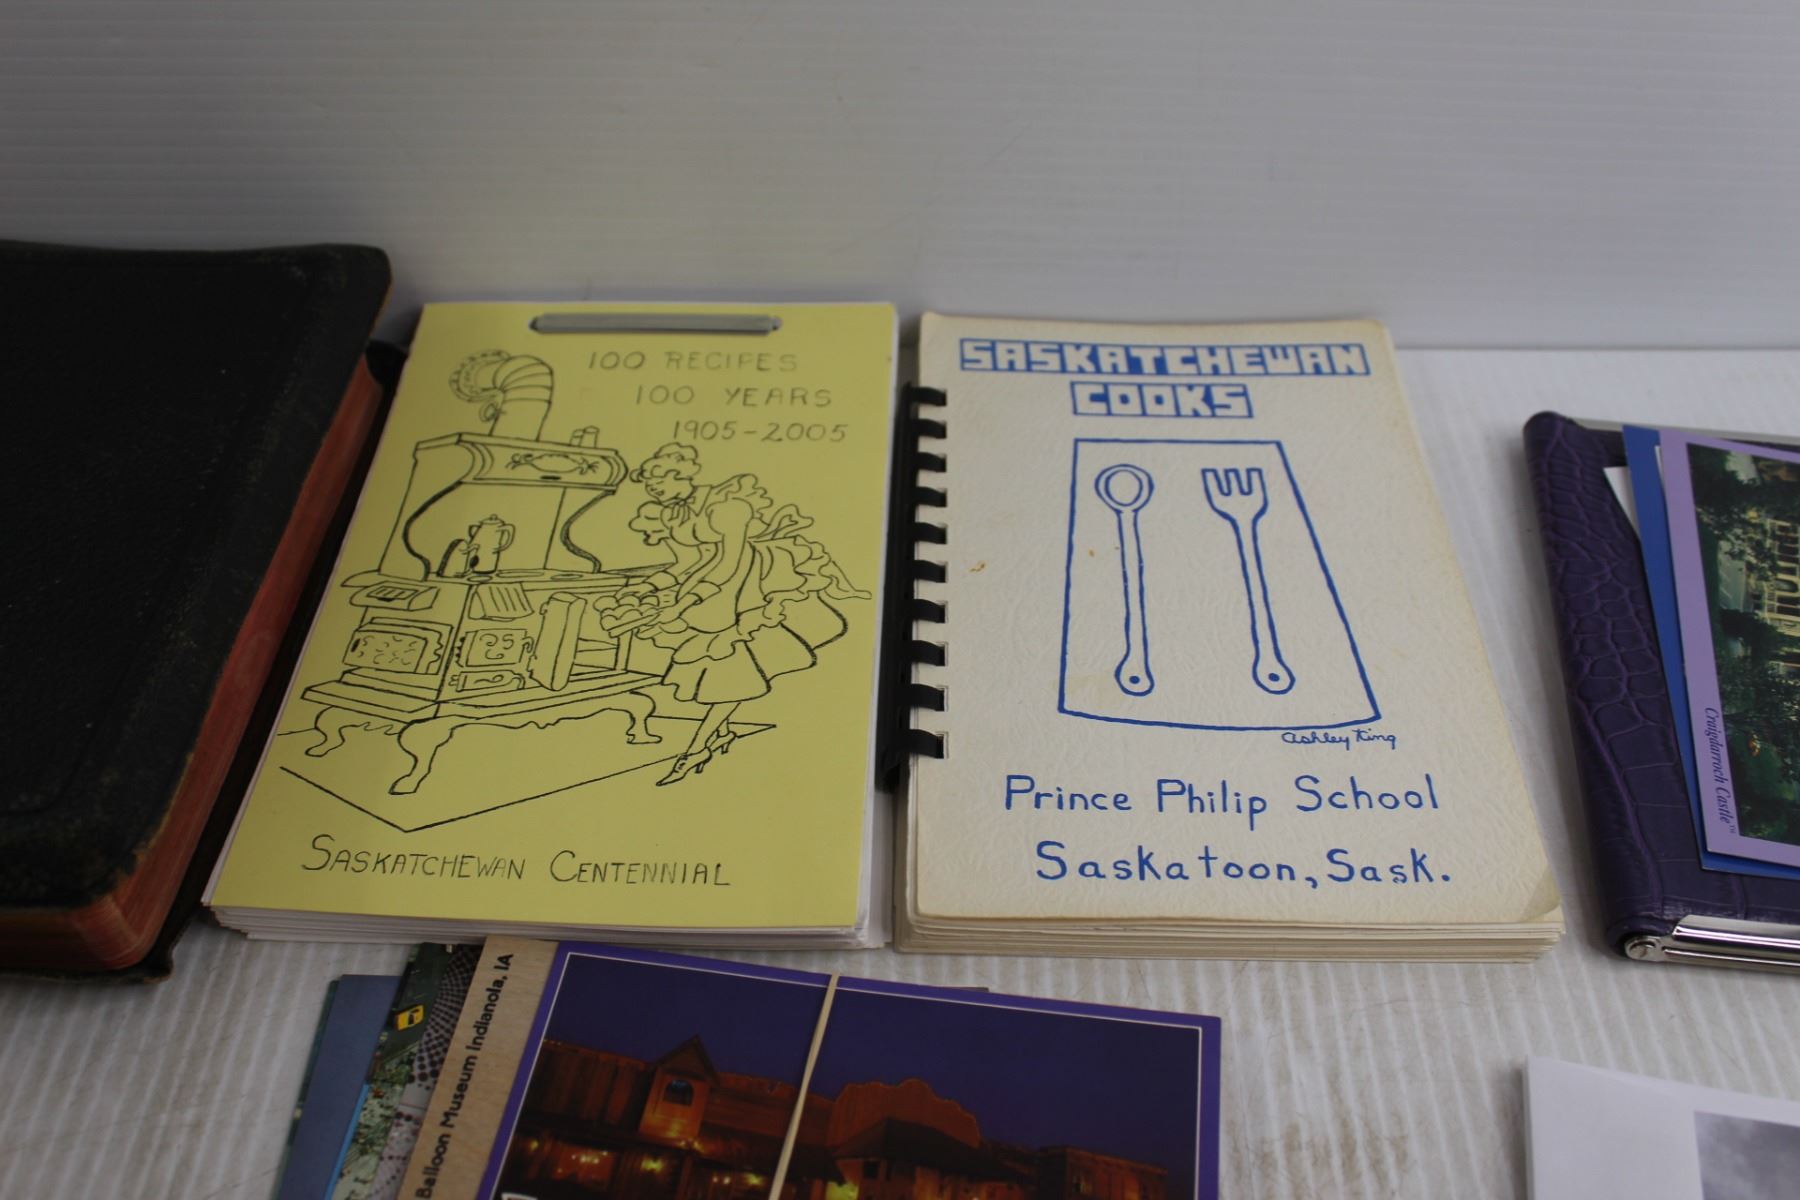 100 RECIPES
100 YEARS
1905-2005
SASKATCHEWAN CENTENNIAL
SASKATCHEWAN
COOKS
Ashley King
Prince Philip School
Saskatoon, Sask.
Craigdarroch Castle™
Balloon Museum Indianola, IA